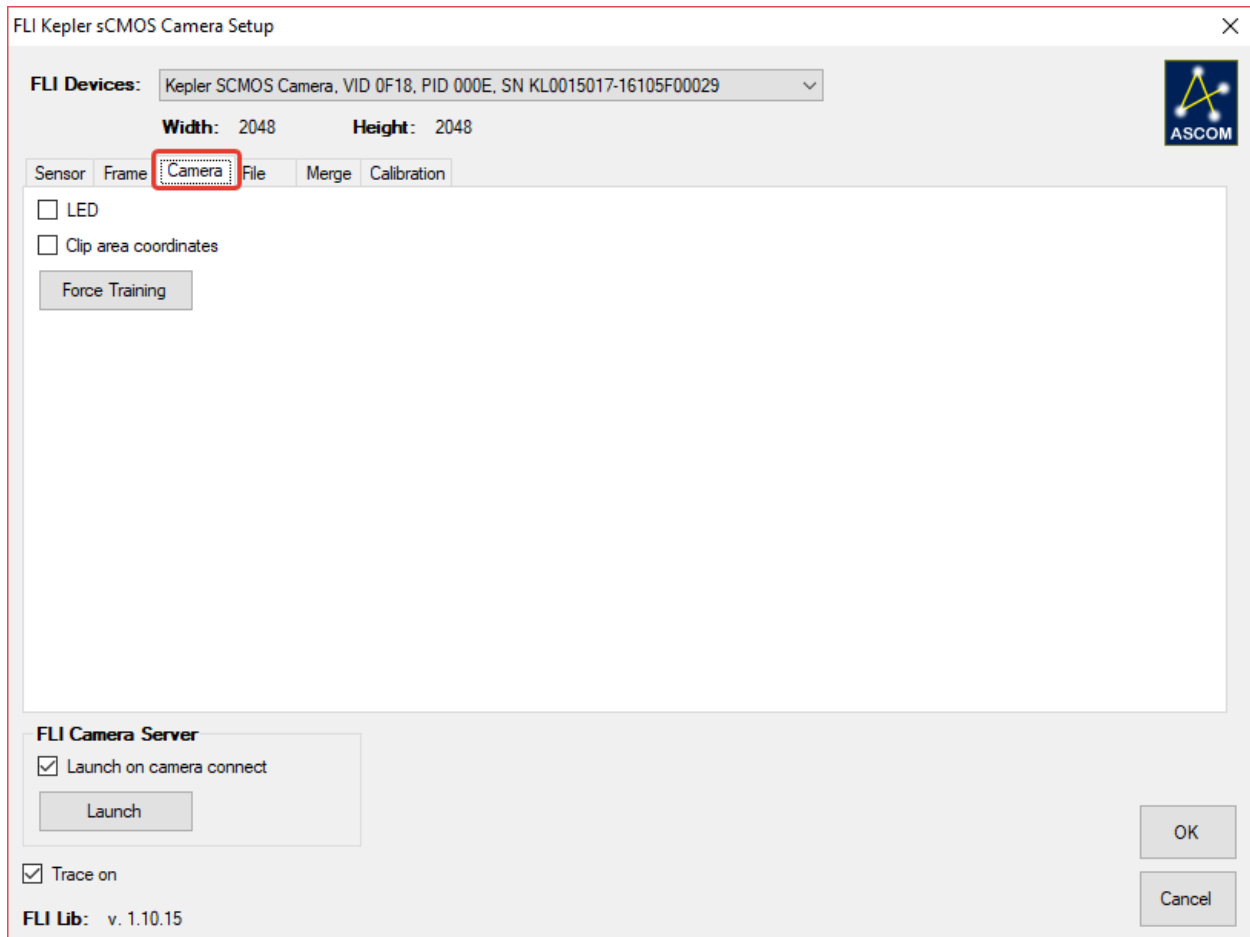 FLI Kepler sCMOS Camera Setup
FLI Devices: Kepler SCMOS Camera, VID 0F18, PID 000E, SN KL0015017-16105F00029
ASCOM
Width: 2048 Height: 2048
Sensor Frame Camera File Merge Calibration
LED
Clip area coordinates
Force Training
FLI Camera Server
Launch on camera connect
Launch
OK
Trace on
Cancel
FLI Lib: v. 1.10.15